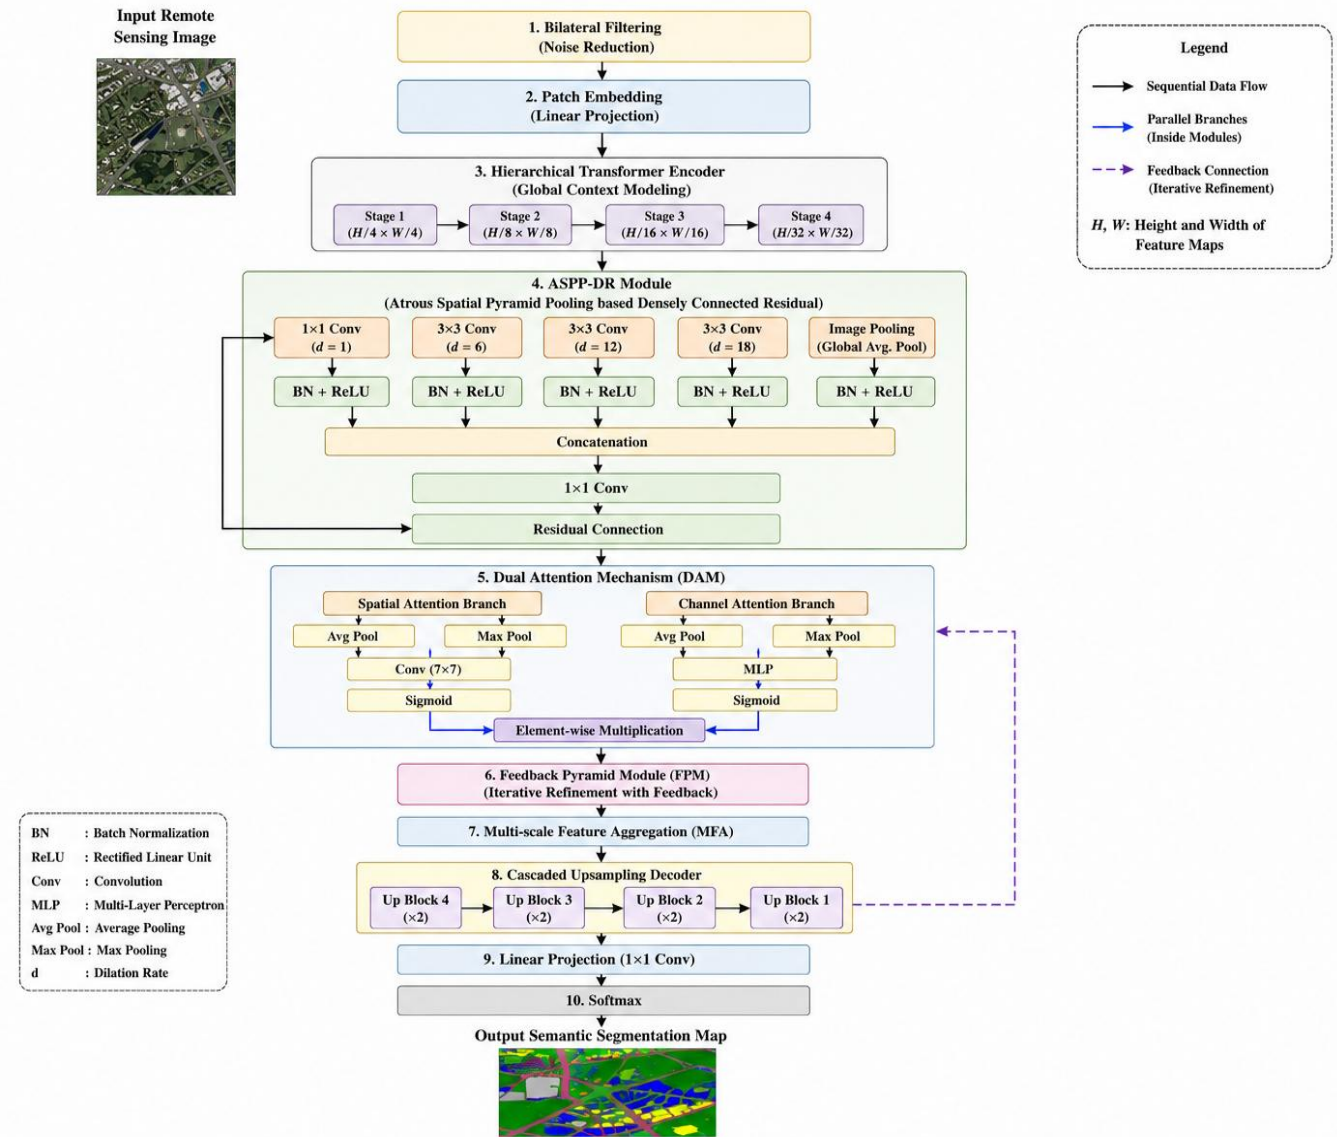 Input Remote
Sensing Image
1. Bilateral Filtering
(Noise Reduction)
2. Patch Embedding
(Linear Projection)
3. Hierarchical Transformer Encoder
(Global Context Modeling)
Stage 1
(H/4 × W/4)
Stage 2
(H/8 × W/8)
Stage 3
(H/16 × W/16)
Stage 4
(H/32 × W/32)
4. ASPP-DR Module
(Atrous Spatial Pyramid Pooling based Densely Connected Residual)
1×1 Conv
(d = 1)
3×3 Conv
(d = 6)
3×3 Conv
(d = 12)
3×3 Conv
(d = 18)
Image Pooling
(Global Avg. Pool)
BN + ReLU
BN + ReLU
BN + ReLU
BN + ReLU
BN + ReLU
Concatenation
1×1 Conv
Residual Connection
5. Dual Attention Mechanism (DAM)
Spatial Attention Branch
Avg Pool
Max Pool
Conv (7×7)
Sigmoid
Channel Attention Branch
Avg Pool
Max Pool
MLP
Sigmoid
Element-wise Multiplication
6. Feedback Pyramid Module (FPM)
(Iterative Refinement with Feedback)
7. Multi-scale Feature Aggregation (MFA)
8. Cascaded Upsampling Decoder
Up Block 4
(×2)
Up Block 3
(×2)
Up Block 2
(×2)
Up Block 1
(×2)
9. Linear Projection (1×1 Conv)
10. Softmax
Output Semantic Segmentation Map
Legend
Sequential Data Flow
Parallel Branches
(Inside Modules)
Feedback Connection
(Iterative Refinement)
H, W: Height and Width of
Feature Maps
BN : Batch Normalization
ReLU : Rectified Linear Unit
Conv : Convolution
MLP : Multi-Layer Perceptron
Avg Pool : Average Pooling
Max Pool : Max Pooling
d : Dilation Rate